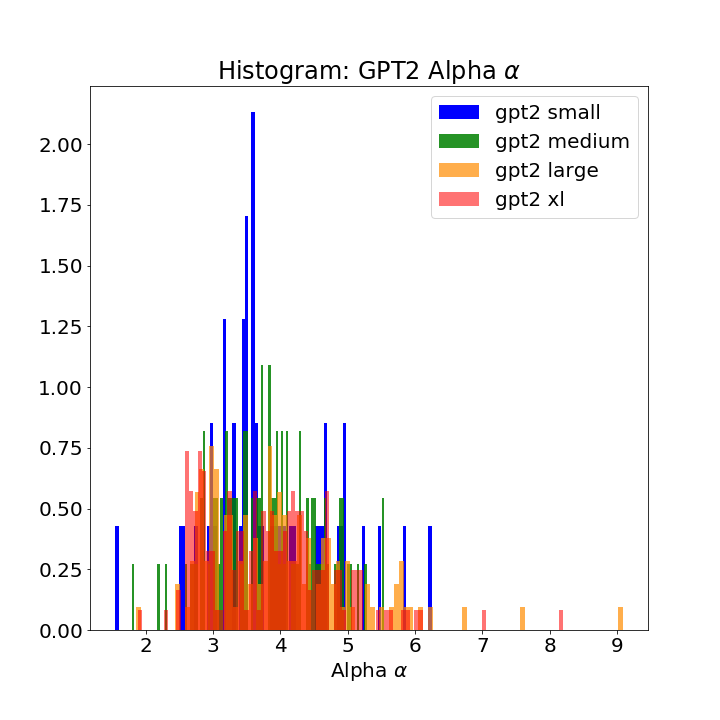 Histogram: GPT2 Alpha α
gpt2 small
gpt2 medium
gpt2 large
gpt2 xl
2.00
1.75
1.50
1.25
1.00
0.75
0.50
0.25
0.00
2 3 4 5 6 7 8 9
Alpha α